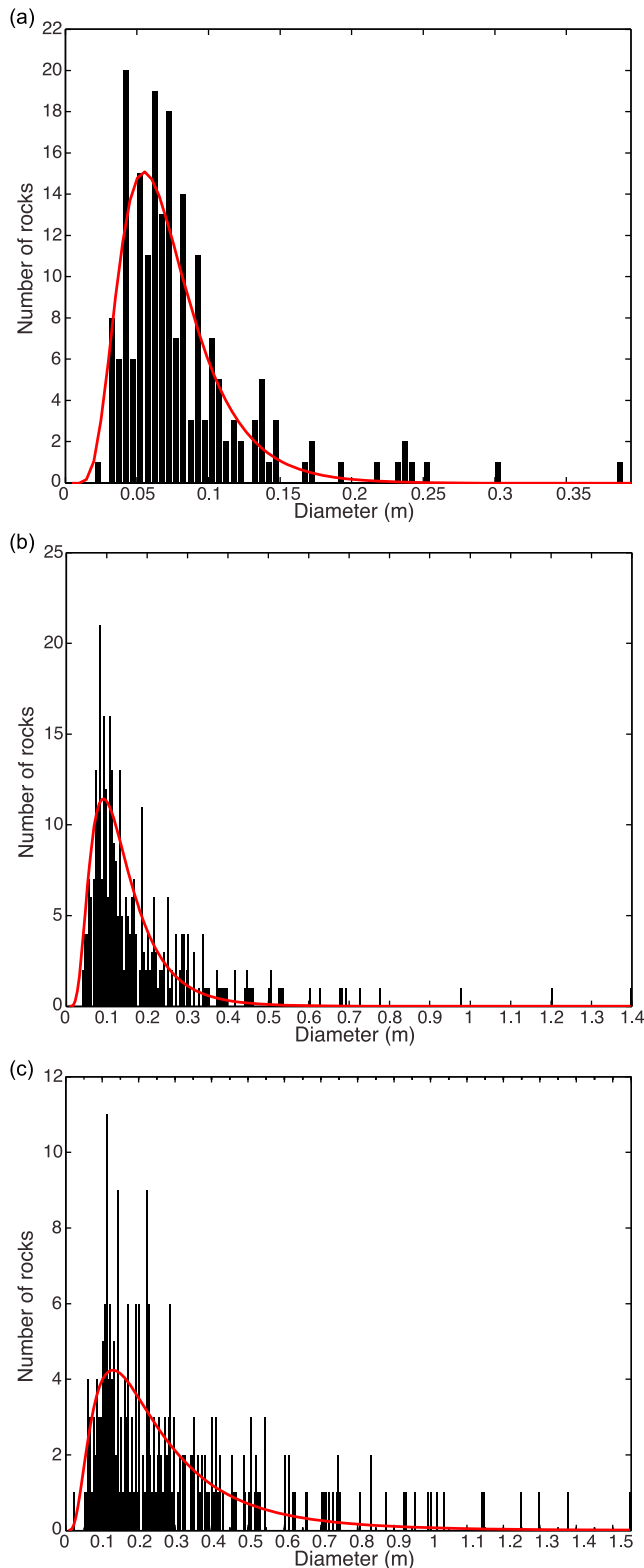 (a)
22
20
18
16
14
12
10
8
6
4
2
0
Number of rocks
0 0.05 0.1 0.15 0.2 0.25 0.3 0.35
Diameter (m)
(b)
25
20
15
10
5
0
Number of rocks
0 0.1 0.2 0.3 0.4 0.5 0.6 0.7 0.8 0.9 1 1.1 1.2 1.3 1.4
Diameter (m)
(c)
12
10
8
6
4
2
0
Number of rocks
0 0.1 0.2 0.3 0.4 0.5 0.6 0.7 0.8 0.9 1 1.1 1.2 1.3 1.4 1.5
Diameter (m)